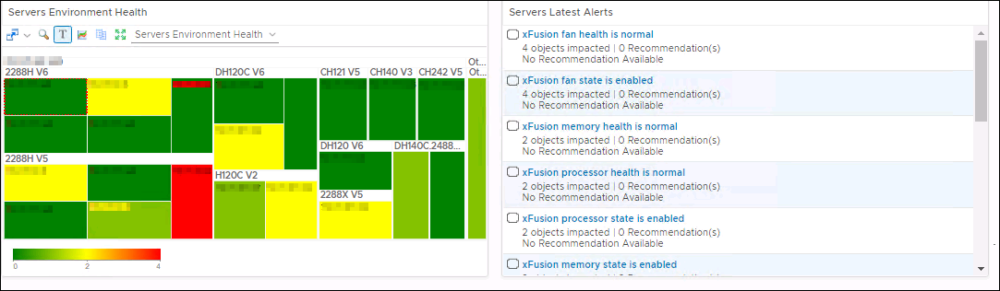 Servers Environment Health
T
Servers Environment Health
Ot...
2288H V6
DH120C V6
CH121 V5
CH140 V3
CH242 V5
Ot...
2288H V5
H120C V2
DH120 V6
DH140C...
2488...
2288X V5
0
2
4
Servers Latest Alerts
xFusion fan health is normal
4 objects impacted | 0 Recommendation(s)
No Recommendation Available
xFusion fan state is enabled
4 objects impacted | 0 Recommendation(s)
No Recommendation Available
xFusion memory health is normal
2 objects impacted | 0 Recommendation(s)
No Recommendation Available
xFusion processor health is normal
2 objects impacted | 0 Recommendation(s)
No Recommendation Available
xFusion processor state is enabled
2 objects impacted | 0 Recommendation(s)
No Recommendation Available
xFusion memory state is enabled